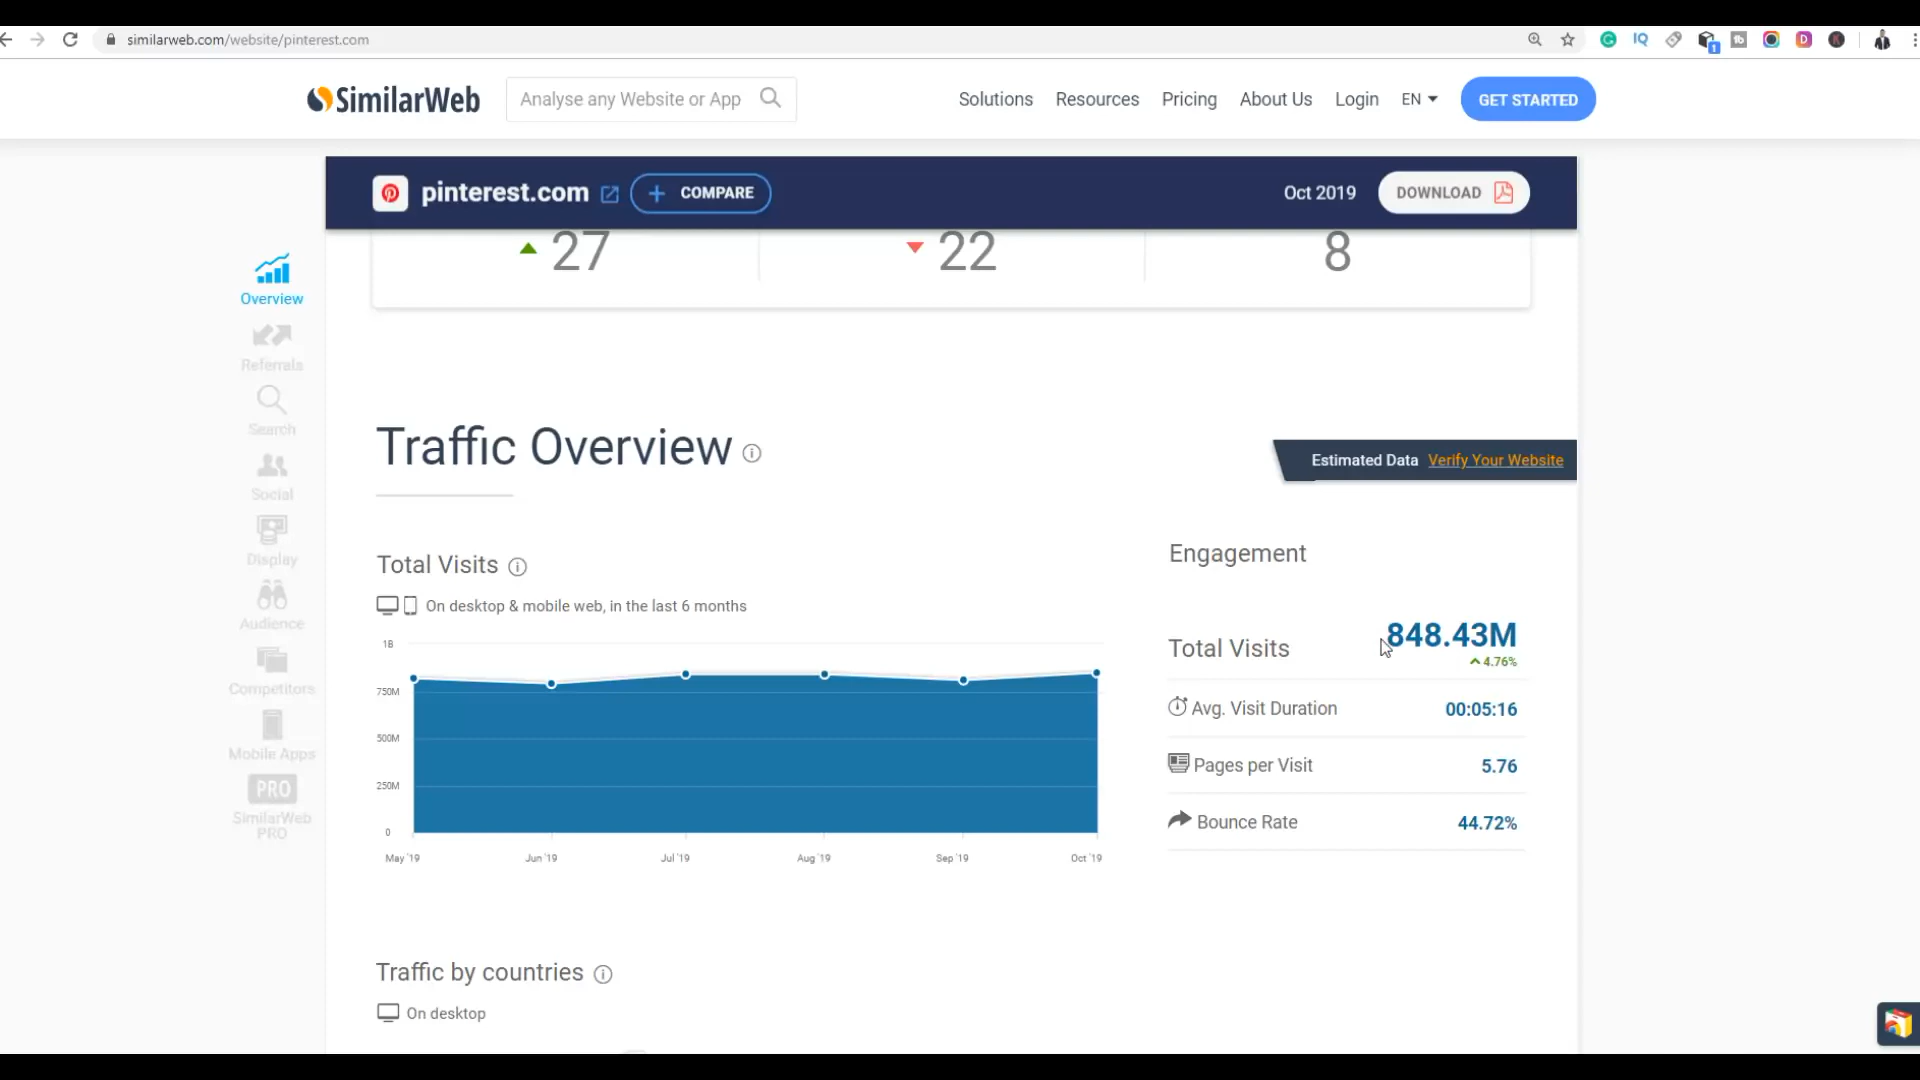 similarweb.com/website/pinterest.com
IQ
1
SimilarWeb
Analyse any Website or App
Solutions
Resources
Pricing
About Us
Login
EN
GET STARTED
pinterest.com
+ COMPARE
Oct 2019
DOWNLOAD
27
22
8
Overview
Referrals
Search
Social
Display
Audience
Competitors
Mobile Apps
PRO
SimilarWeb
PRO
Traffic Overview
Estimated Data Verify Your Website
Total Visits
On desktop & mobile web, in the last 6 months
1B
750M
500M
250M
0
May '19
Jun '19
Jul '19
Aug '19
Sep '19
Oct '19
Engagement
Total Visits
848.43M
4.76%
Avg. Visit Duration
00:05:16
Pages per Visit
5.76
Bounce Rate
44.72%
Traffic by countries
On desktop